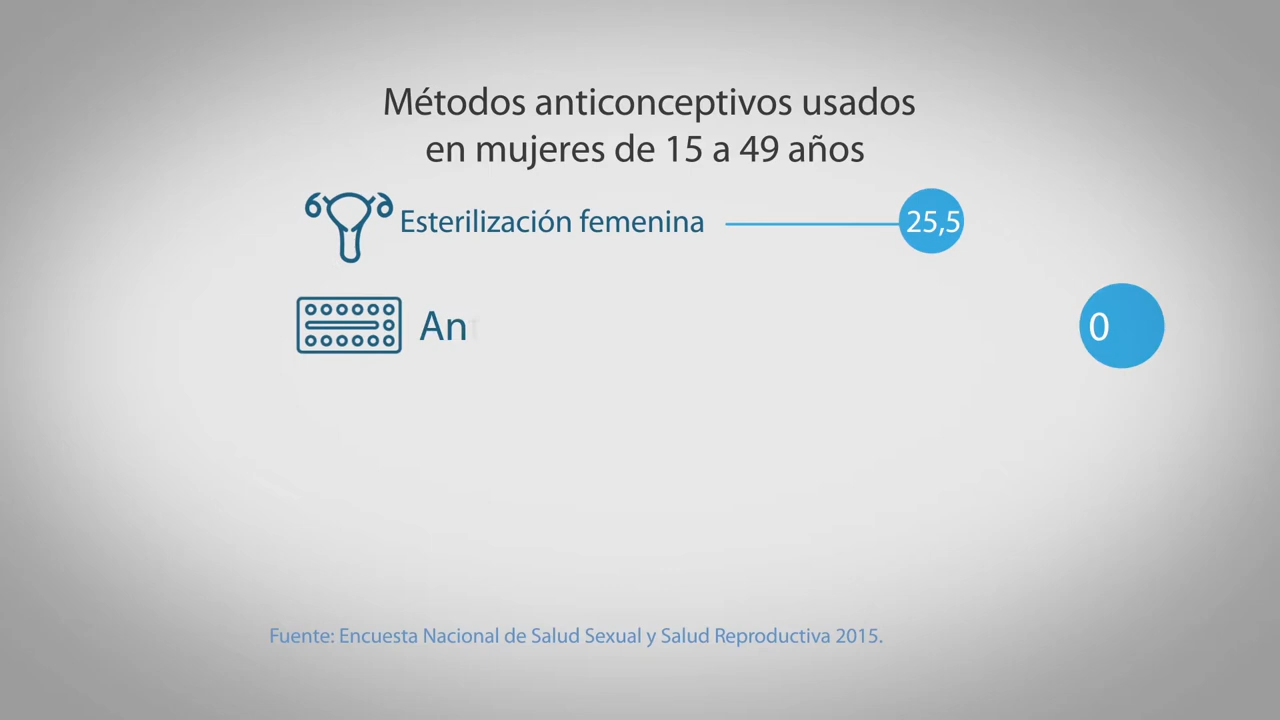 Métodos anticonceptivos usados
en mujeres de 15 a 49 años
Esterilización femenina 25,5
An 0
Fuente: Encuesta Nacional de Salud Sexual y Salud Reproductiva 2015.